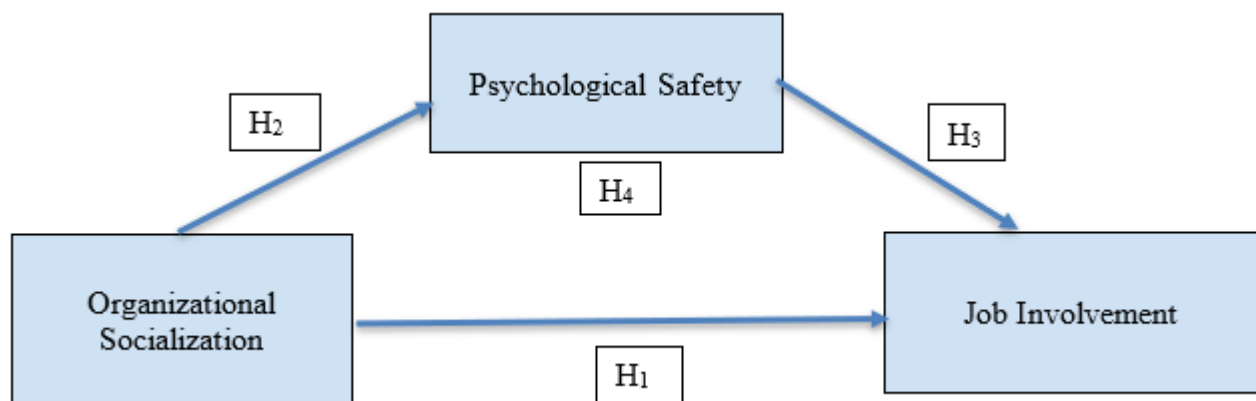 Psychological Safety
H₂
H₃
H₄
Organizational
Socialization
Job Involvement
H₁